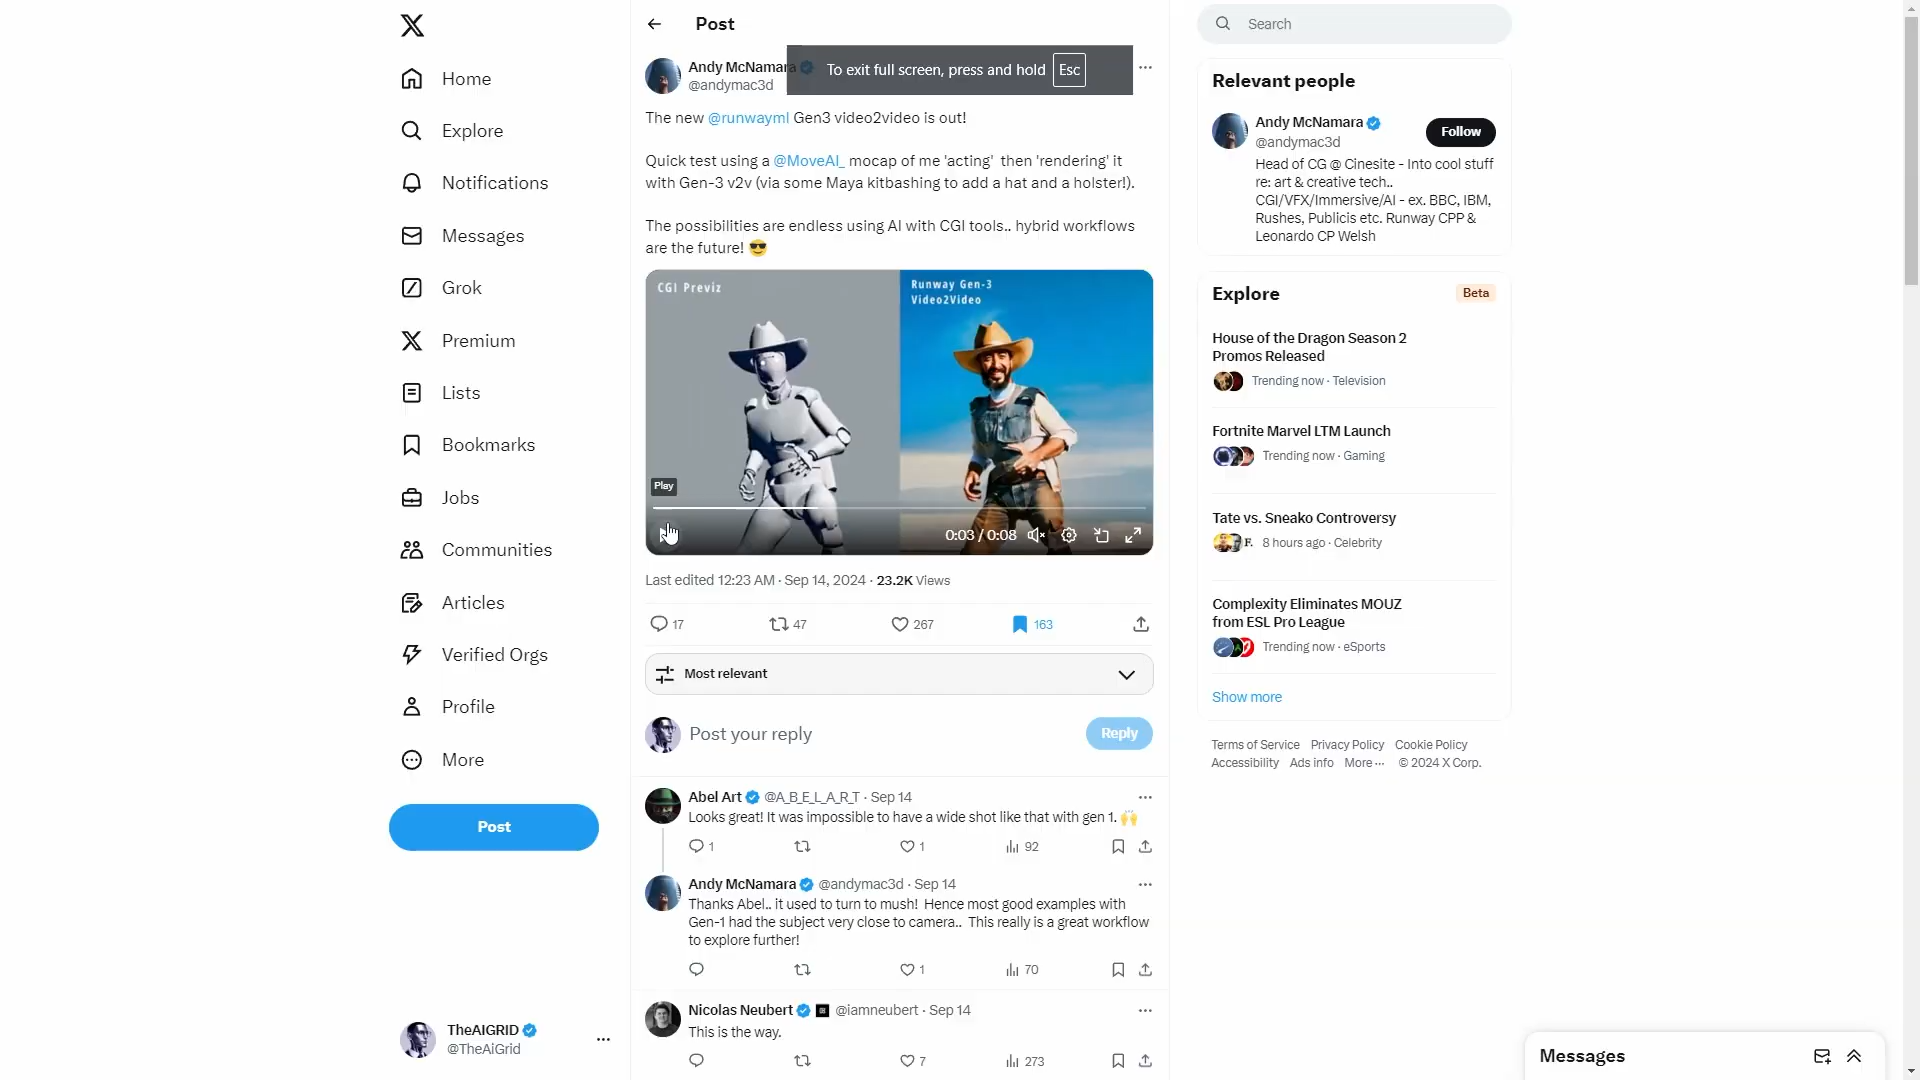 Home
Explore
Notifications
Messages
Grok
Premium
Lists
Bookmarks
Jobs
Communities
Articles
Verified Orgs
Profile
More
Post
TheAIGRID
@TheAiGrid
Post
To exit full screen, press and hold Esc
Andy McNamara
@andymac3d
The new @runwayml Gen3 video2video is out!
Quick test using a @MoveAI_ mocap of me 'acting' then 'rendering' it
with Gen-3 v2v (via some Maya kitbashing to add a hat and a holster!).
The possibilities are endless using AI with CGI tools.. hybrid workflows
are the future! 😎
CGI Previz
Runway Gen-3
Video2Video
Play
0:03 / 0:08
Last edited 12:23 AM · Sep 14, 2024 · 23.2K Views
17 47 267 163
Most relevant
Post your reply
Reply
Abel Art @A_B_E_L_A_R_T · Sep 14
Looks great! It was impossible to have a wide shot like that with gen 1. 🙌
1 1 92
Andy McNamara @andymac3d · Sep 14
Thanks Abel.. it used to turn to mush! Hence most good examples with
Gen-1 had the subject very close to camera.. This really is a great workflow
to explore further!
1 70
Nicolas Neubert @iamneubert · Sep 14
This is the way.
7 273
Search
Relevant people
Andy McNamara
@andymac3d
Follow
Head of CG @ Cinesite - Into cool stuff
re: art & creative tech..
CGI/VFX/Immersive/AI - ex. BBC, IBM,
Rushes, Publicis etc. Runway CPP &
Leonardo CP Welsh
Explore
Beta
House of the Dragon Season 2
Promos Released
Trending now · Television
Fortnite Marvel LTM Launch
Trending now · Gaming
Tate vs. Sneako Controversy
8 hours ago · Celebrity
Complexity Eliminates MOUZ
from ESL Pro League
Trending now · eSports
Show more
Terms of Service Privacy Policy Cookie Policy
Accessibility Ads info More ··· © 2024 X Corp.
Messages